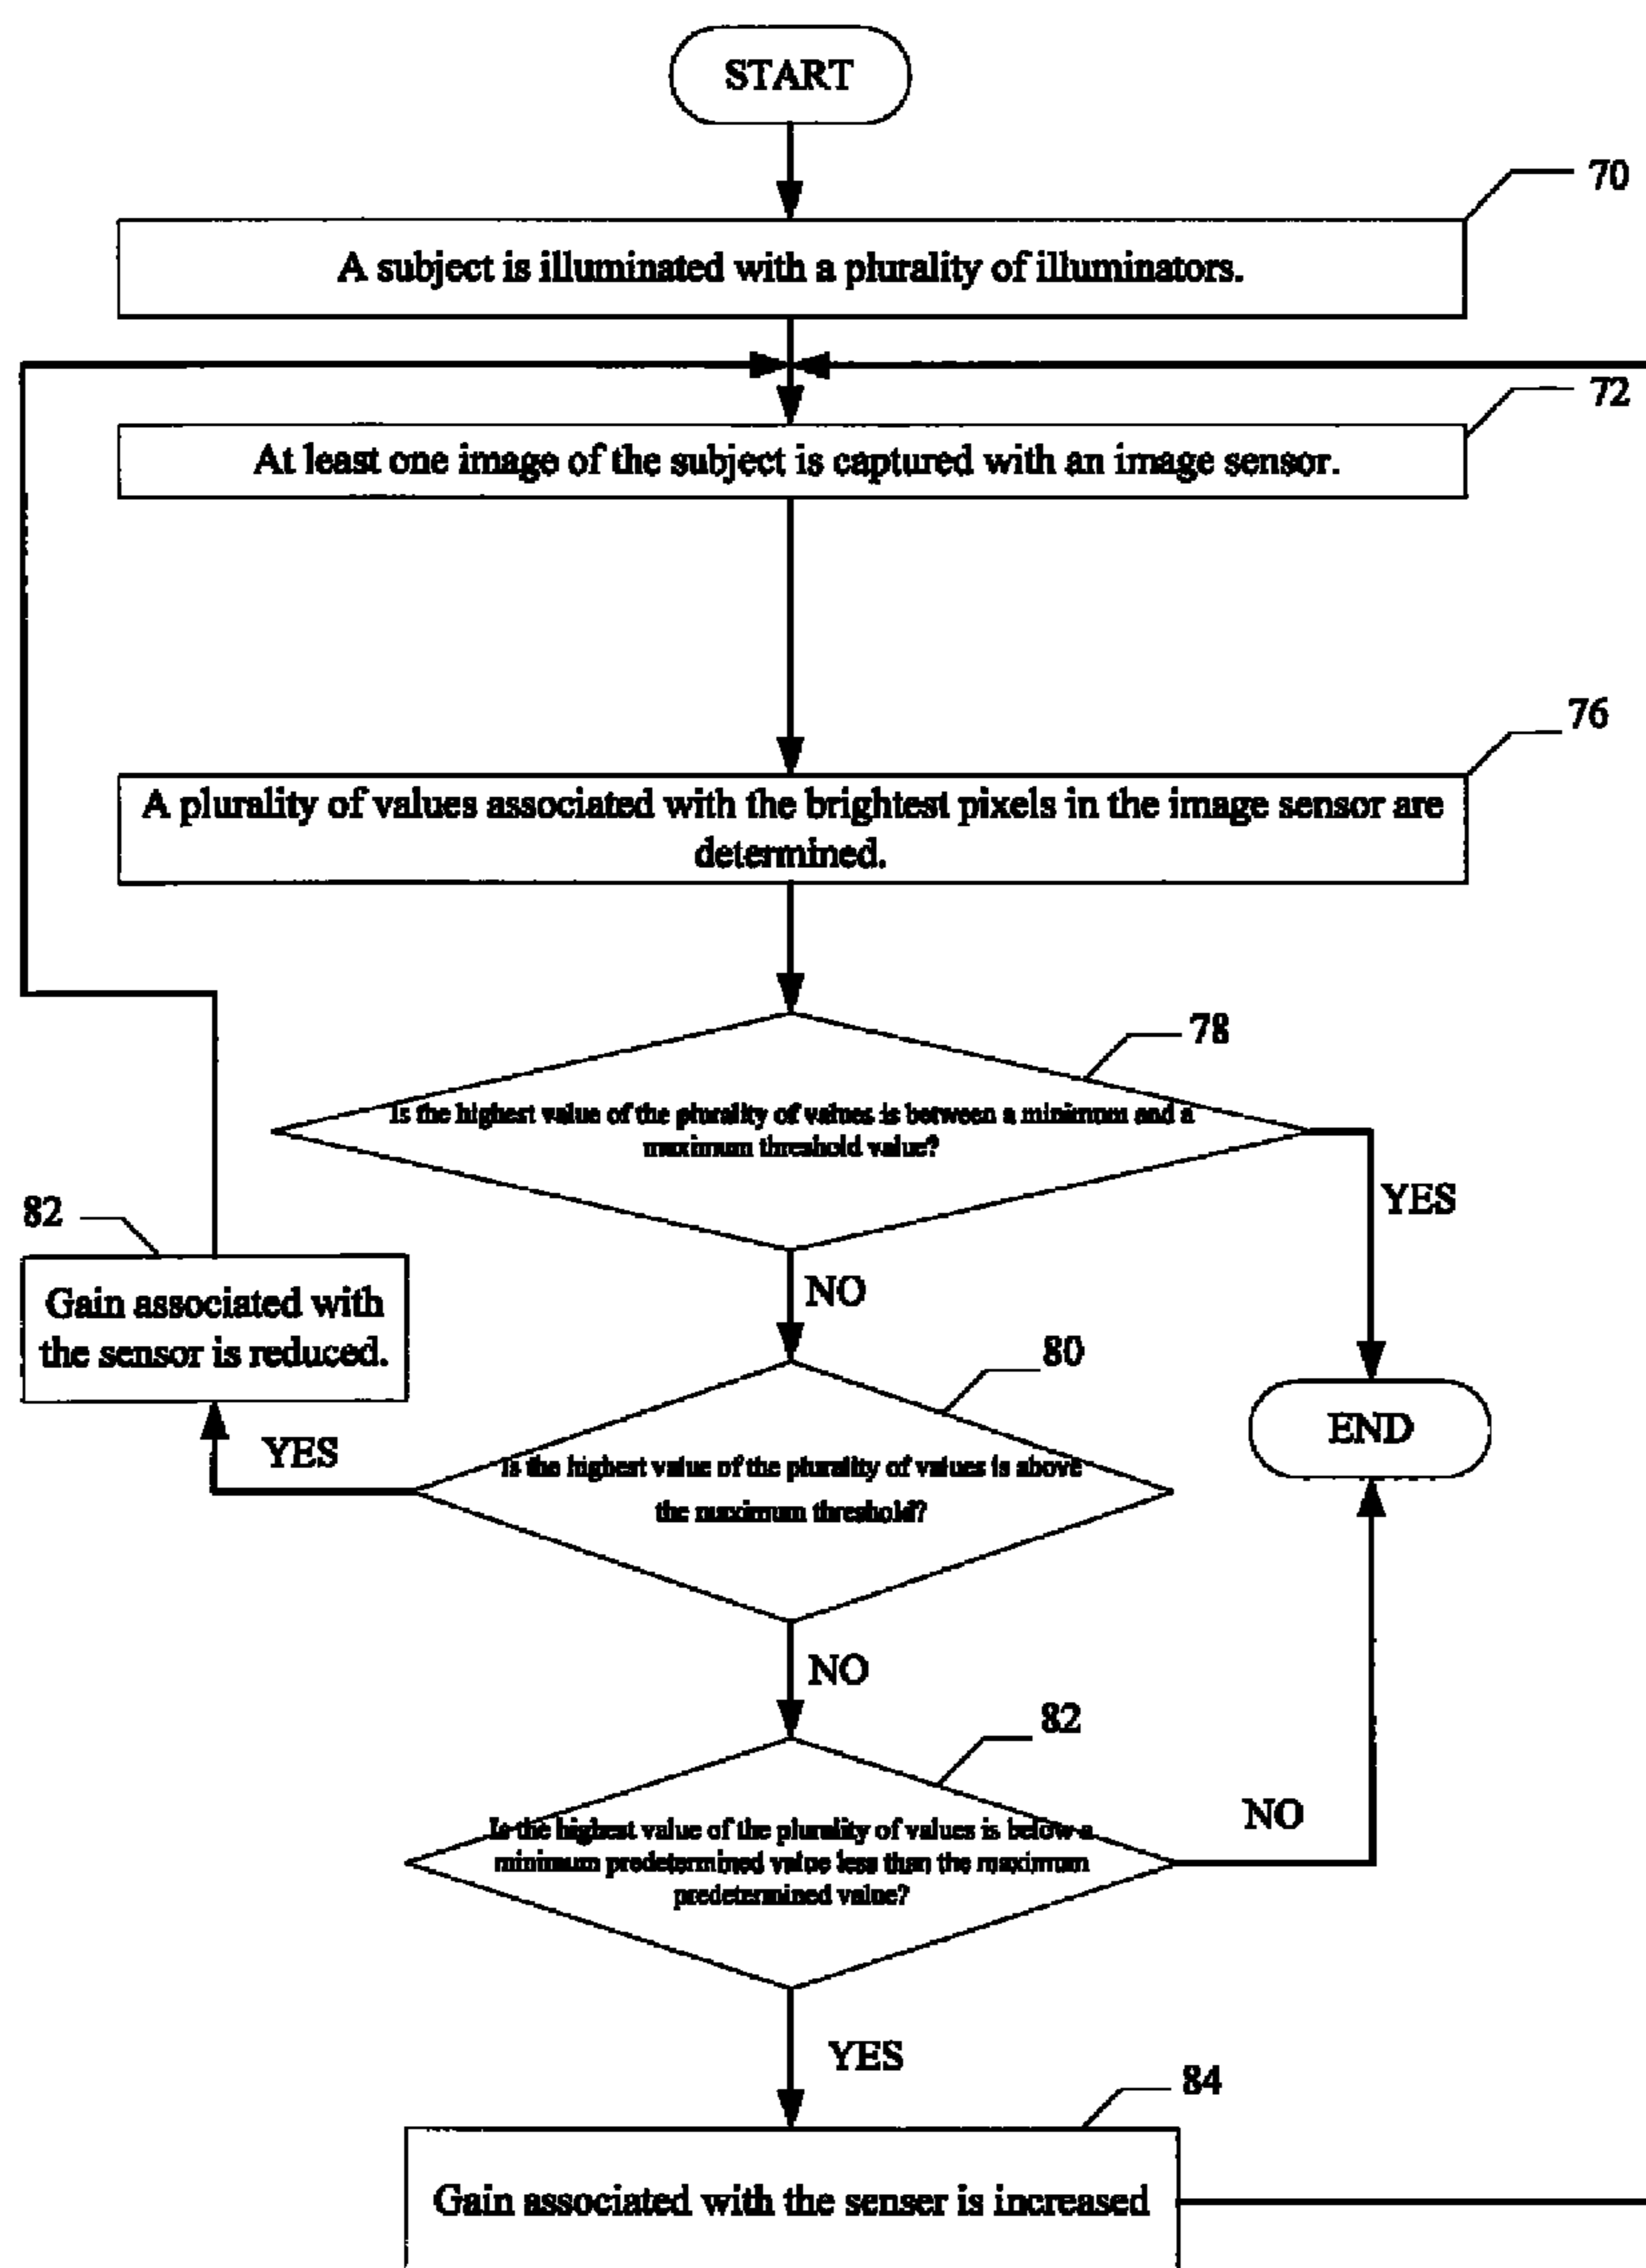 START
70
A subject is illuminated with a plurality of illuminators.
72
At least one image of the subject is captured with an image sensor.
76
A plurality of values associated with the brightest pixels in the image sensor are
determined.
78
Is the highest value of the plurality of values is between a minimum and a
maximum threshold value?
YES
82
Gain associated with
the sensor is reduced.
NO
80
END
YES
Is the highest value of the plurality of values is above
the maximum threshold?
NO
82
Is the highest value of the plurality of values is below a
minimum predetermined value less than the maximum
predetermined value?
NO
YES
84
Gain associated with the senser is increased